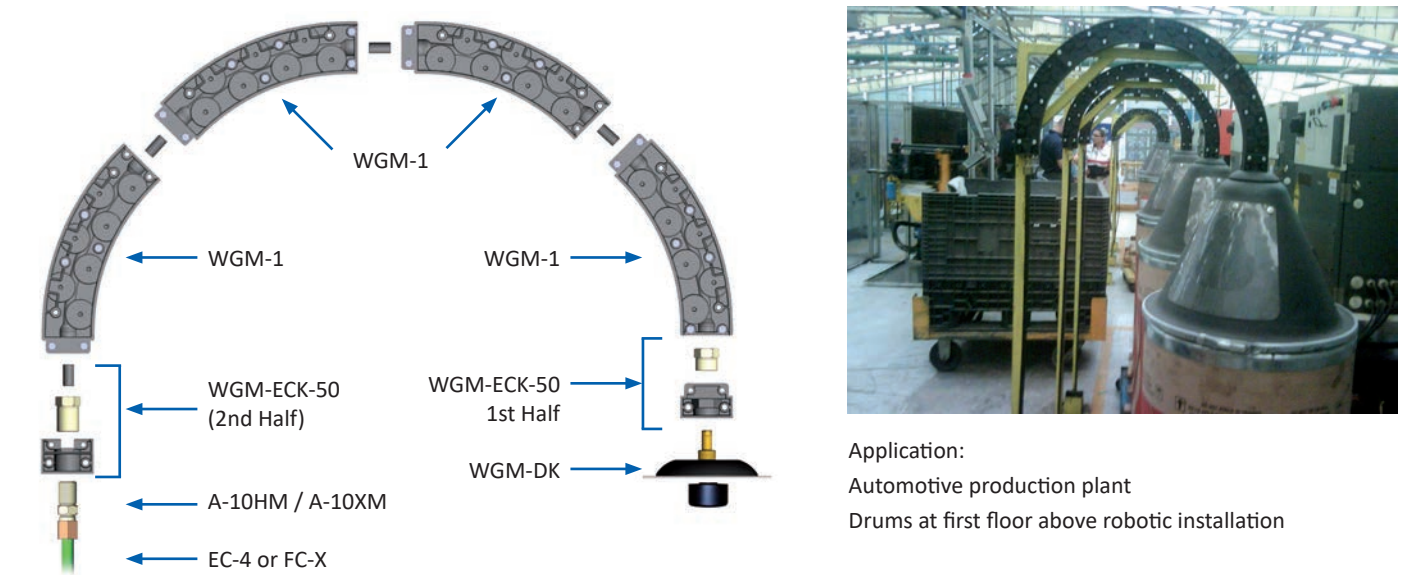 WGM-1
WGM-1
WGM-1
WGM-ECK-50
(2nd Half)
WGM-ECK-50
1st Half
WGM-DK
A-10HM / A-10XM
EC-4 or FC-X
Application:
Automotive production plant
Drums at first floor above robotic installation